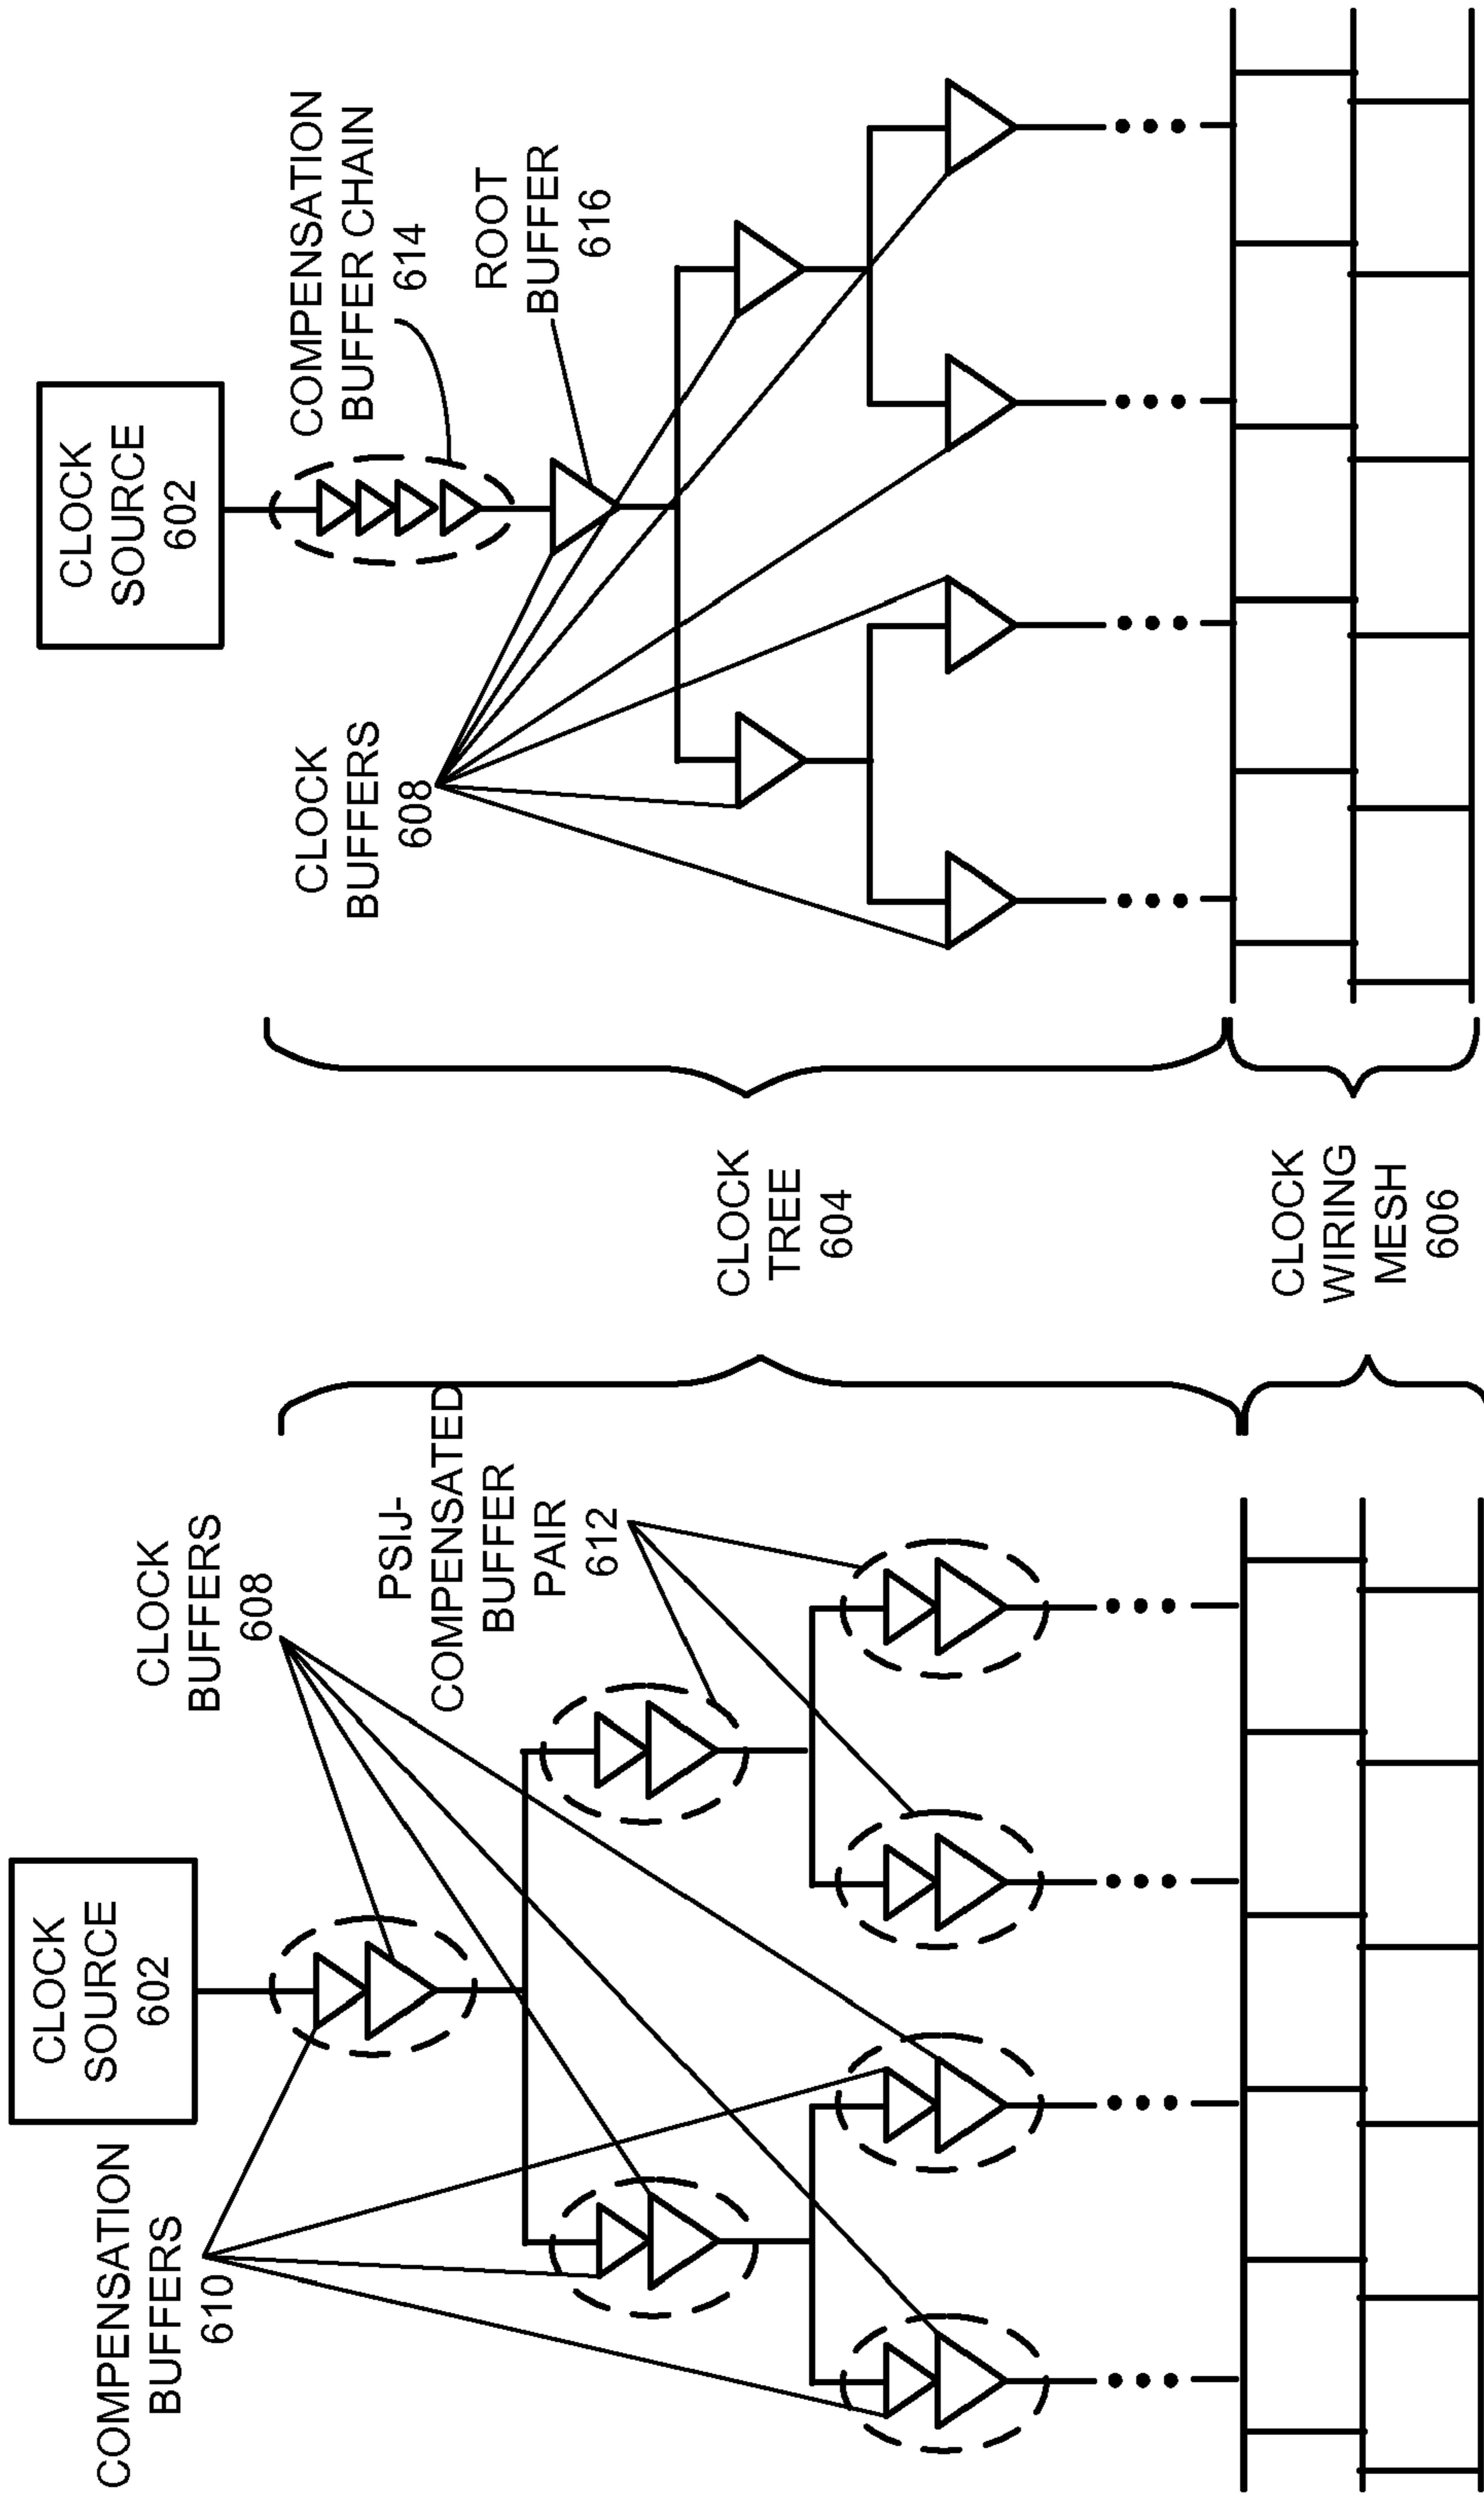 COMPENSATION
BUFFERS
610
CLOCK
SOURCE
602
CLOCK
BUFFERS
608
PSIJ-
COMPENSATED
BUFFER
PAIR
612
CLOCK
TREE
604
CLOCK
WIRING
MESH
606
CLOCK
BUFFERS
608
CLOCK
SOURCE
602
COMPENSATION
BUFFER CHAIN
614
ROOT
BUFFER
616